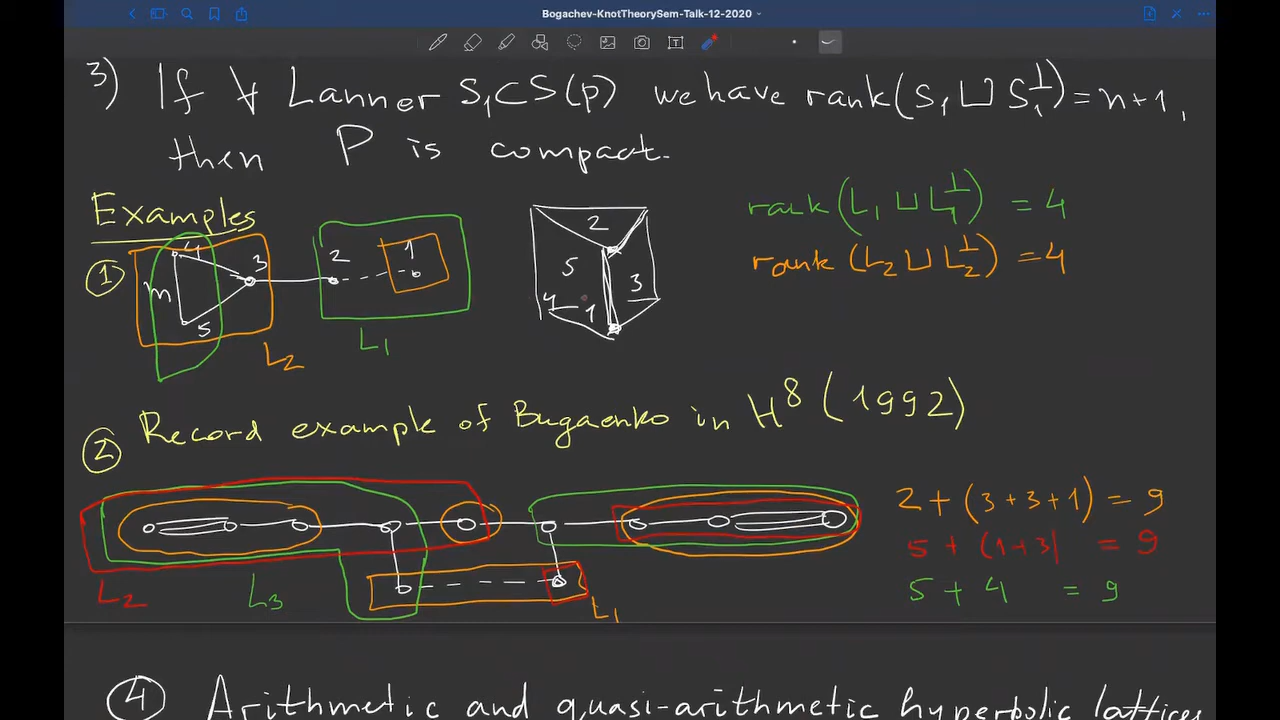 Bogachev-KnotTheorySem-Talk-12-2020
3) If ∀ Lanner S₁⊂S(p) we have rank(S₁⊔S₁^⊥)=n+1,
then P is compact.
Examples
① 4 m 5 3 2 1 L₂ L₁
2 5 4 1 3
rank(L₁⊔L₁^⊥) = 4
rank(L₂⊔L₂^⊥) = 4
② Record example of Bugaenko in H⁸ (1992)
L₂ L₃ L₁
2+(3+3+1)=9
5+(1+3) =9
5+4 =9
④ Arithmetic and quasi-arithmetic hyperbolic lattices